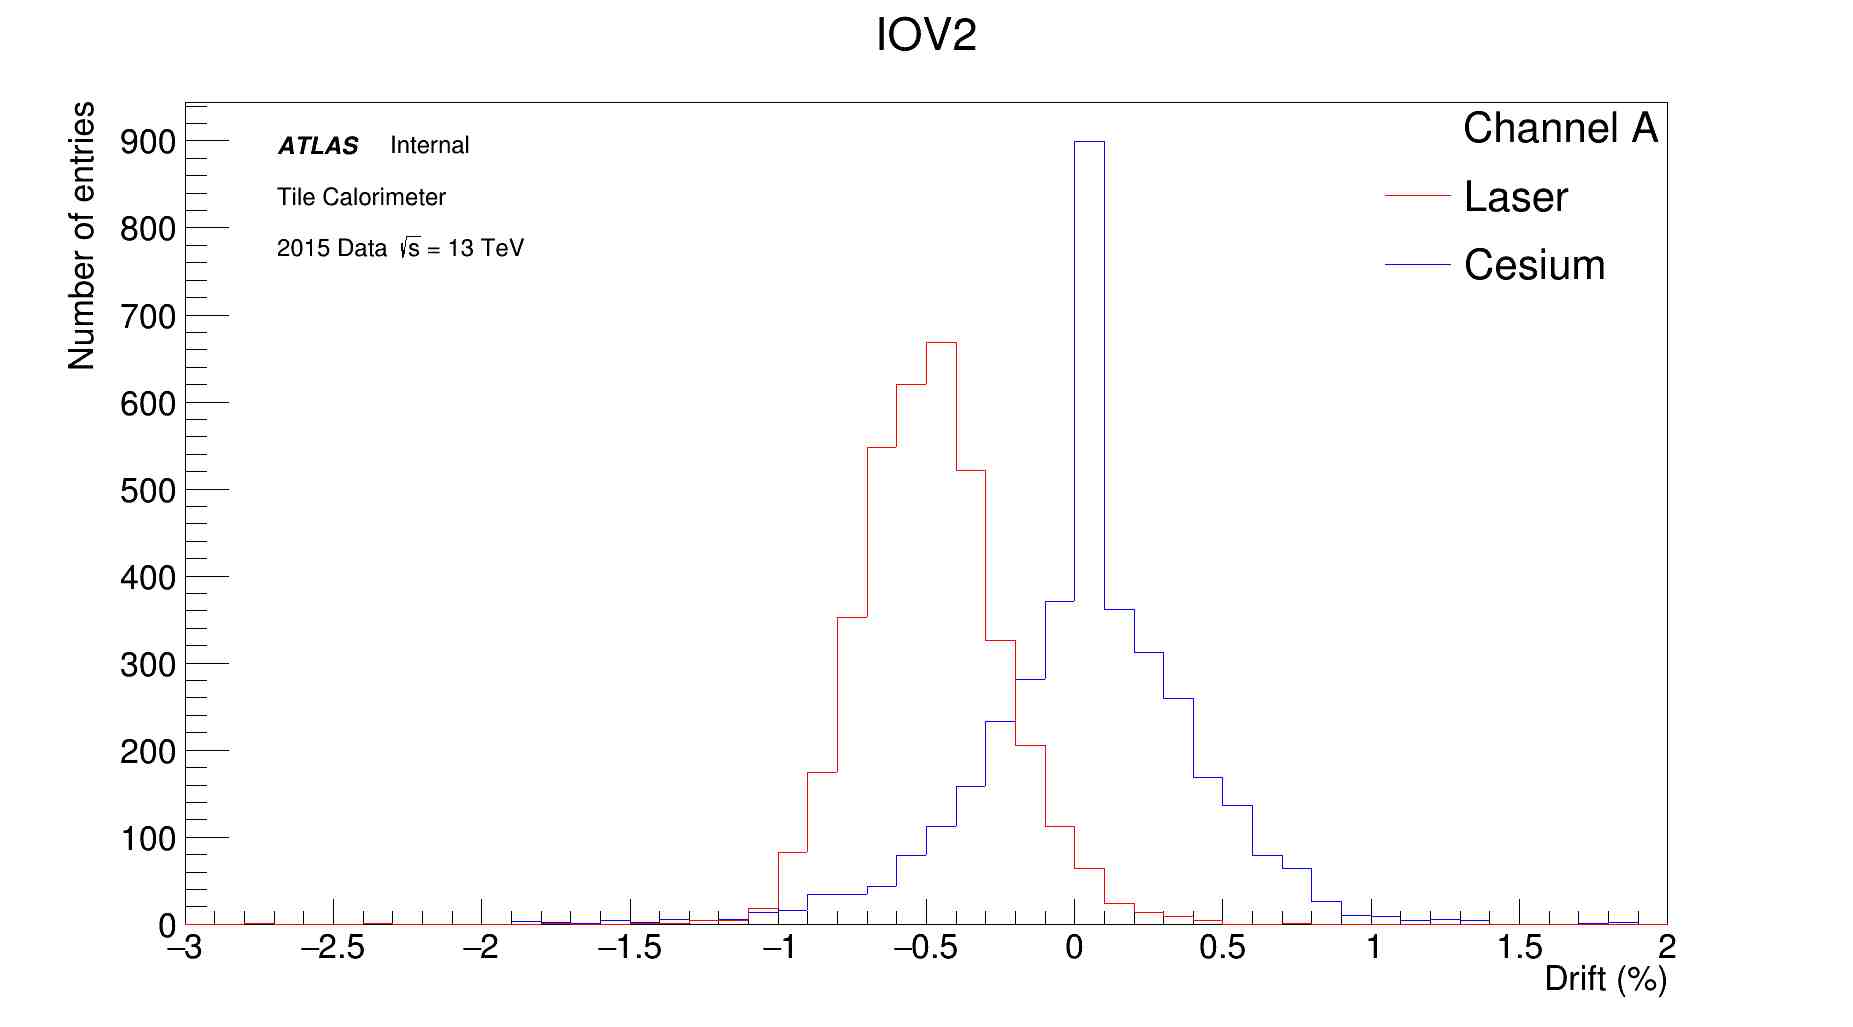 IOV2
Number of entries
900
800
700
600
500
400
300
200
100
0
ATLAS Internal
Tile Calorimeter
2015 Data √s = 13 TeV
Channel A
Laser
Cesium
−3 −2.5 −2 −1.5 −1 −0.5 0 0.5 1 1.5 2
Drift (%)